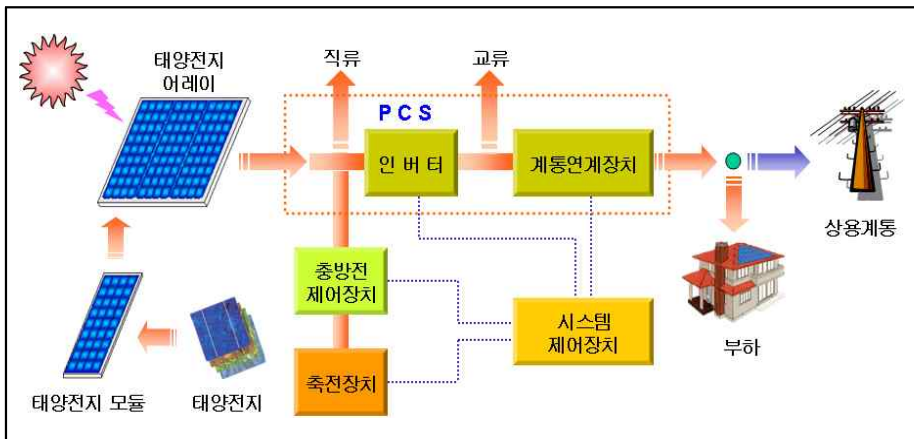 태양전지
어레이
직류
교류
PCS
인버터
계통연계장치
상용계통
충방전
제어장치
시스템
제어장치
부하
축전장치
태양전지 모듈
태양전지